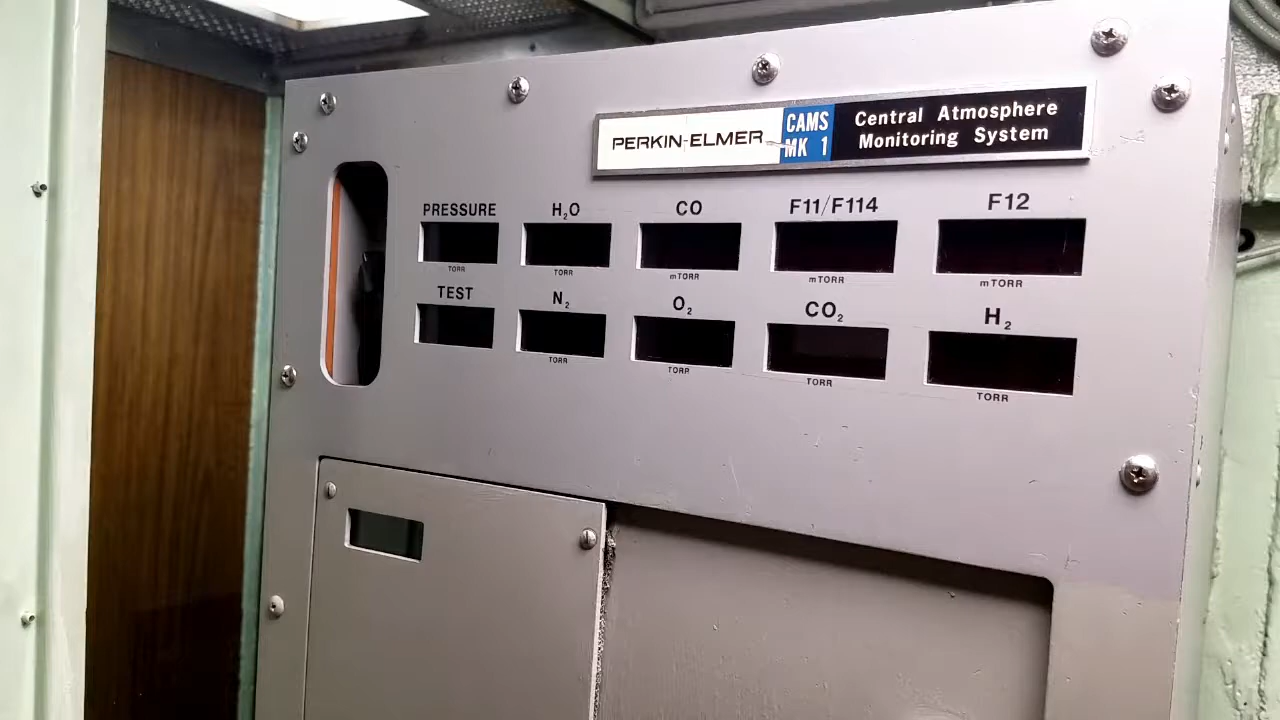 PERKIN-ELMER CAMS MK 1 Central Atmosphere Monitoring System
PRESSURE H₂O CO F11/F114 F12
TORR TORR mTORR mTORR mTORR
TEST N₂ O₂ CO₂ H₂
TORR TORR TORR TORR